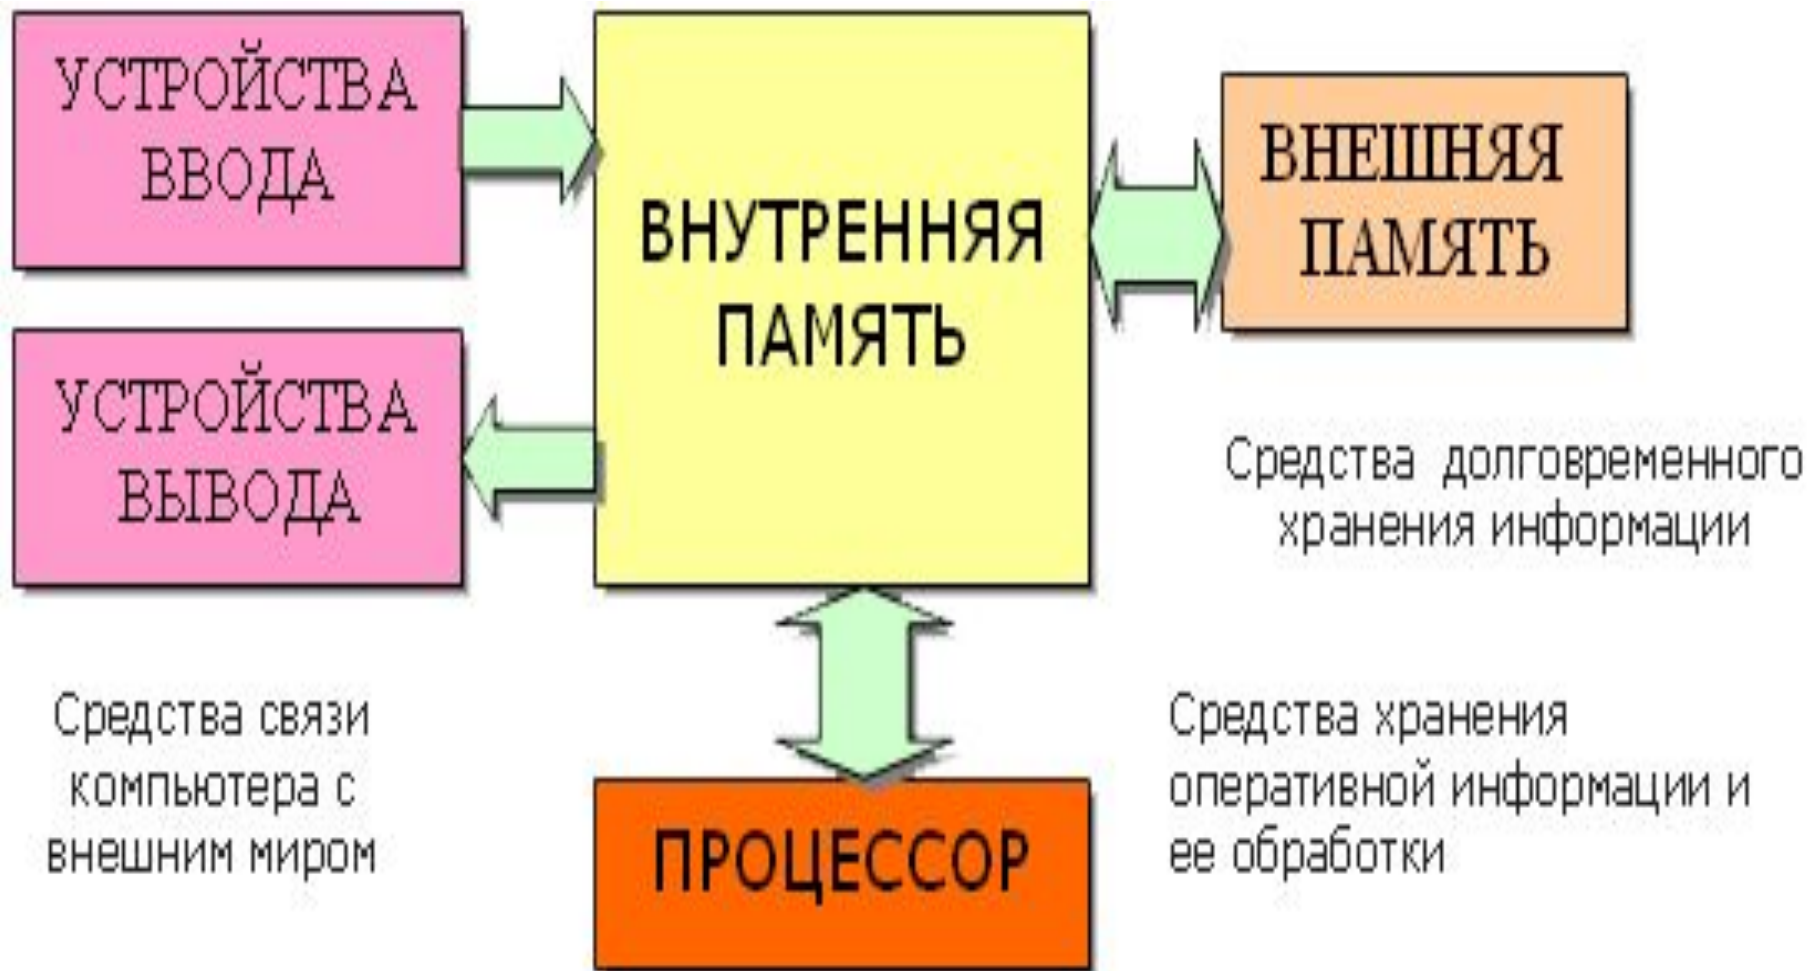 УСТРОЙСТВА
ВВОДА
УСТРОЙСТВА
ВЫВОДА
ВНУТРЕННЯЯ
ПАМЯТЬ
ВНЕШНЯЯ
ПАМЯТЬ
Средства долговременного
хранения информации
Средства связи
компьютера с
внешним миром
ПРОЦЕССОР
Средства хранения
оперативной информации и
ее обработки